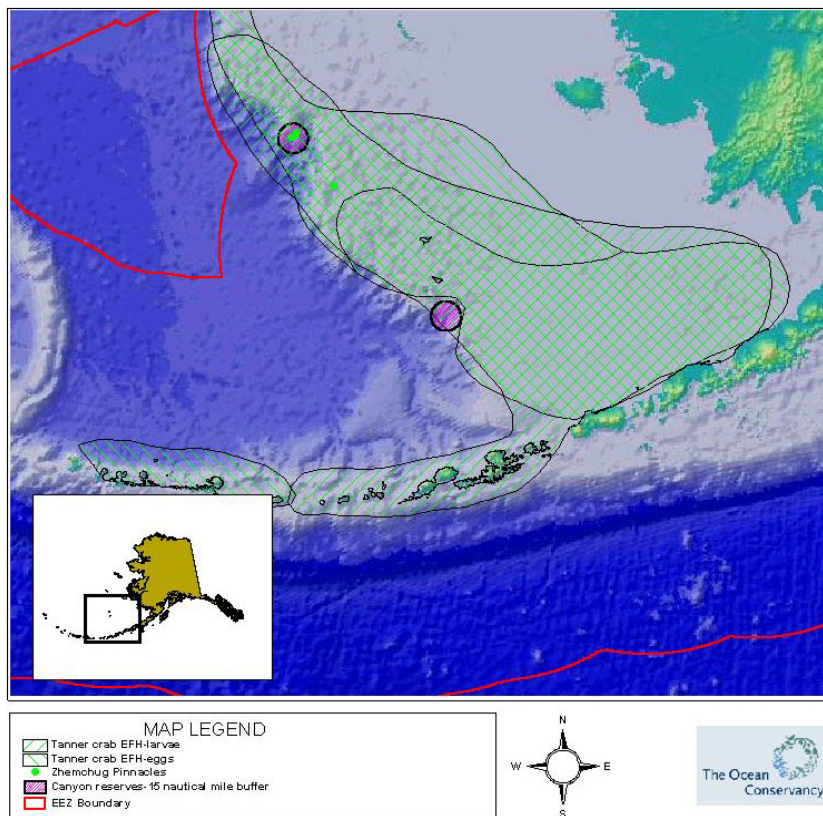 MAP LEGEND
Tanner crab EFH-larvae
Tanner crab EFH-eggs
Zhemchug Pinnacles
Canyon reserves-15 nautical mile buffer
EEZ Boundary
N
W E
S
The Ocean
Conservancy